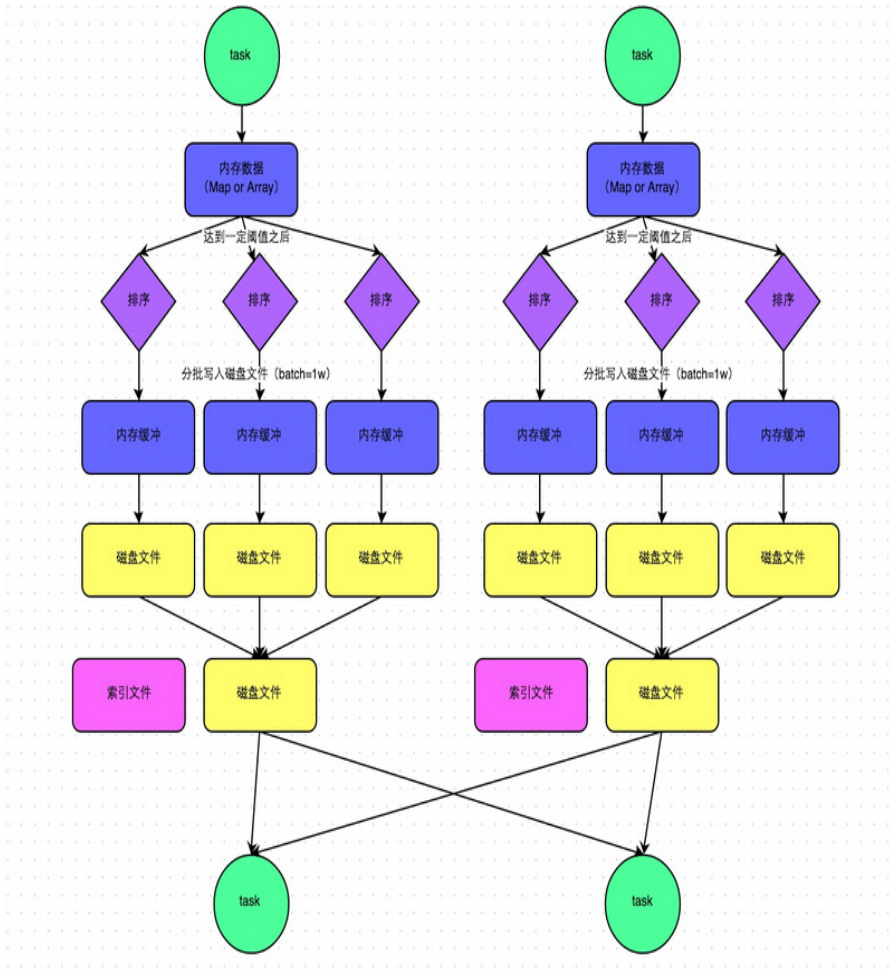 task
task
内存数据
（Map or Array）
内存数据
（Map or Array）
达到一定阈值之后
达到一定阈值之后
排序
排序
排序
排序
排序
排序
分批写入磁盘文件（batch=1w）
分批写入磁盘文件（batch=1w）
内存缓冲
内存缓冲
内存缓冲
内存缓冲
内存缓冲
内存缓冲
磁盘文件
磁盘文件
磁盘文件
磁盘文件
磁盘文件
磁盘文件
索引文件
磁盘文件
索引文件
磁盘文件
task
task